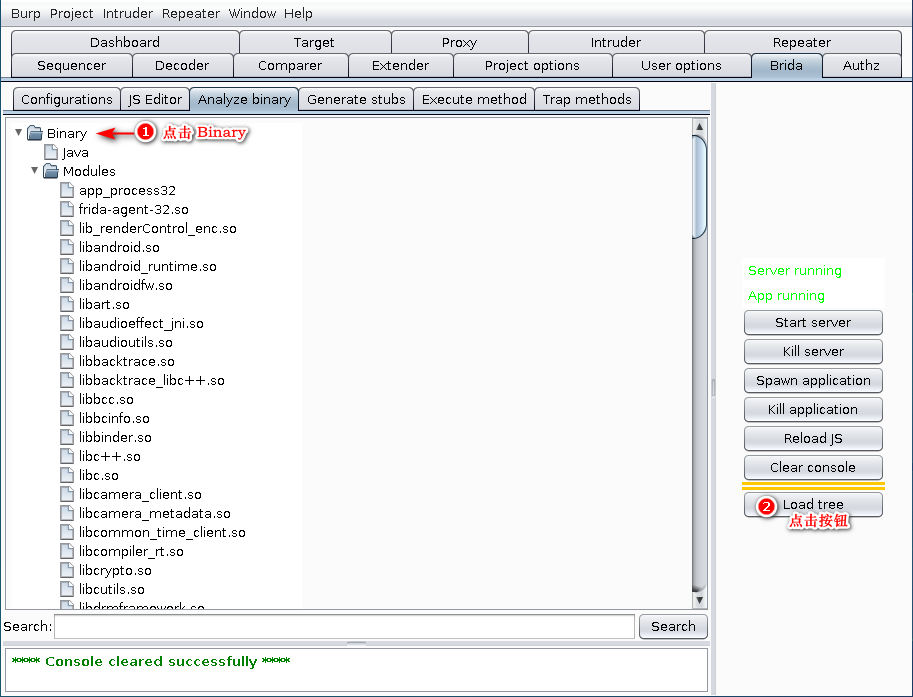 Burp Project Intruder Repeater Window Help
Dashboard Target Proxy Intruder Repeater
Sequencer Decoder Comparer Extender Project options User options Brida Authz
Configurations JS Editor Analyze binary Generate stubs Execute method Trap methods
Binary 1 点击 Binary
Java
Modules
app_process32
frida-agent-32.so
lib_renderControl_enc.so
libandroid.so
libandroid_runtime.so
libandroidfw.so
libart.so
libaudioeffect_jni.so
libaudioutils.so
libbacktrace.so
libbacktrace_libc++.so
libbcc.so
libbcinfo.so
libbinder.so
libc++.so
libc.so
libcamera_client.so
libcamera_metadata.so
libcommon_time_client.so
libcompiler_rt.so
libcrypto.so
libcutils.so
libdrmframework.so
Server running
App running
Start server
Kill server
Spawn application
Kill application
Reload JS
Clear console
2 Load tree
点击按钮
Search: Search
**** Console cleared successfully ****